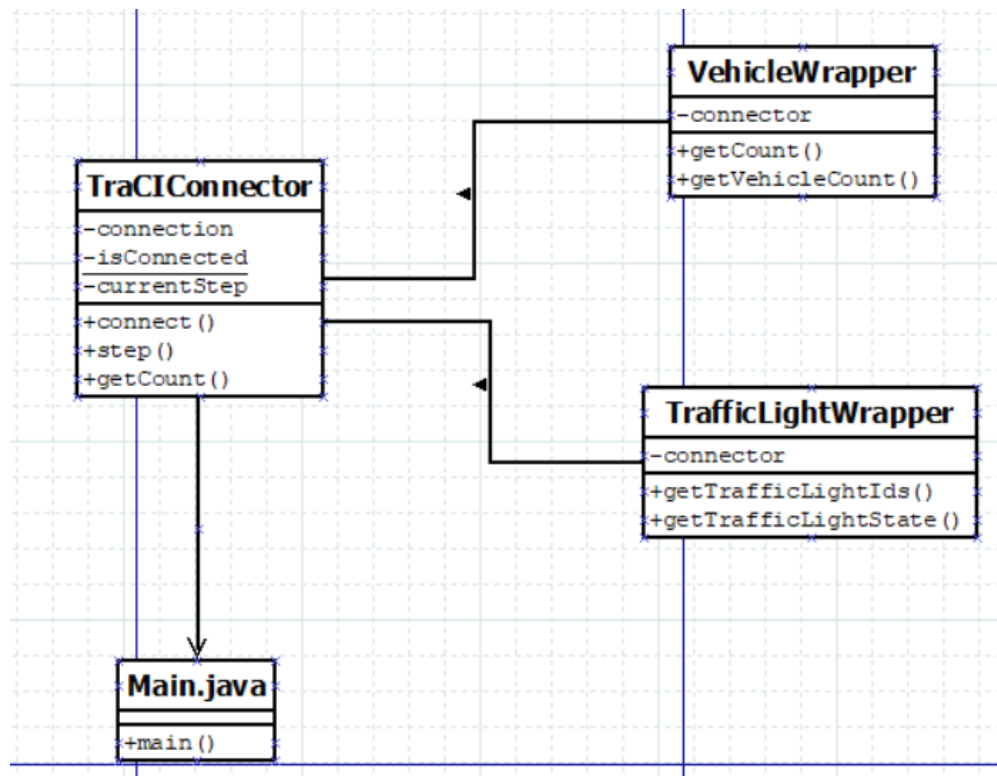 VehicleWrapper
-connector
+getCount()
+getVehicleCount()
TraCIConnector
-connection
-isConnected
-currentStep
+connect()
+step()
+getCount()
TrafficLightWrapper
-connector
+getTrafficLightIds()
+getTrafficLightState()
Main.java
+main()